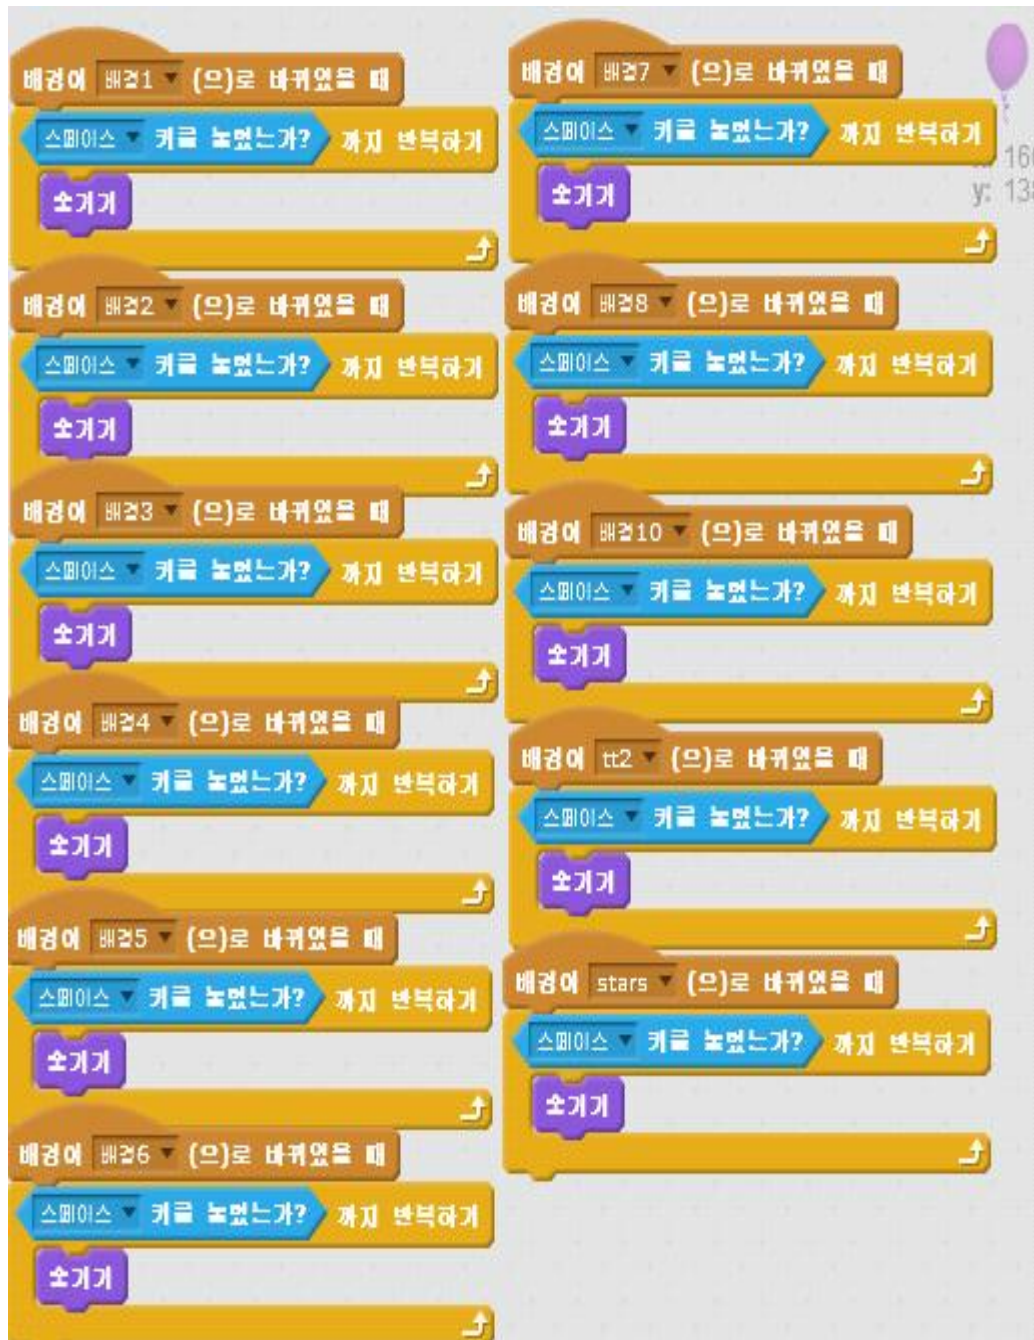 배경이 배경1 (으)로 바뀌었을 때
스페이스 키를 눌렀는가? 까지 반복하기
숨기기
배경이 배경2 (으)로 바뀌었을 때
스페이스 키를 눌렀는가? 까지 반복하기
숨기기
배경이 배경3 (으)로 바뀌었을 때
스페이스 키를 눌렀는가? 까지 반복하기
숨기기
배경이 배경4 (으)로 바뀌었을 때
스페이스 키를 눌렀는가? 까지 반복하기
숨기기
배경이 배경5 (으)로 바뀌었을 때
스페이스 키를 눌렀는가? 까지 반복하기
숨기기
배경이 배경6 (으)로 바뀌었을 때
스페이스 키를 눌렀는가? 까지 반복하기
숨기기
배경이 배경7 (으)로 바뀌었을 때
스페이스 키를 눌렀는가? 까지 반복하기
숨기기
y:
배경이 배경8 (으)로 바뀌었을 때
스페이스 키를 눌렀는가? 까지 반복하기
숨기기
배경이 배경10 (으)로 바뀌었을 때
스페이스 키를 눌렀는가? 까지 반복하기
숨기기
배경이 tt2 (으)로 바뀌었을 때
스페이스 키를 눌렀는가? 까지 반복하기
숨기기
배경이 stars (으)로 바뀌었을 때
스페이스 키를 눌렀는가? 까지 반복하기
숨기기